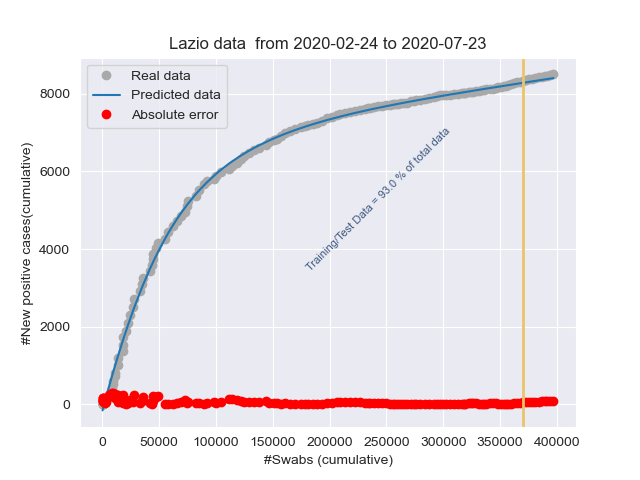 Lazio data  from 2020-02-24 to 2020-07-23
Real data
Predicted data
Absolute error
#New positive cases(cumulative)
8000
6000
4000
2000
0
Training/Test Data = 93.0 % of total data
0 50000 100000 150000 200000 250000 300000 350000 400000
#Swabs (cumulative)